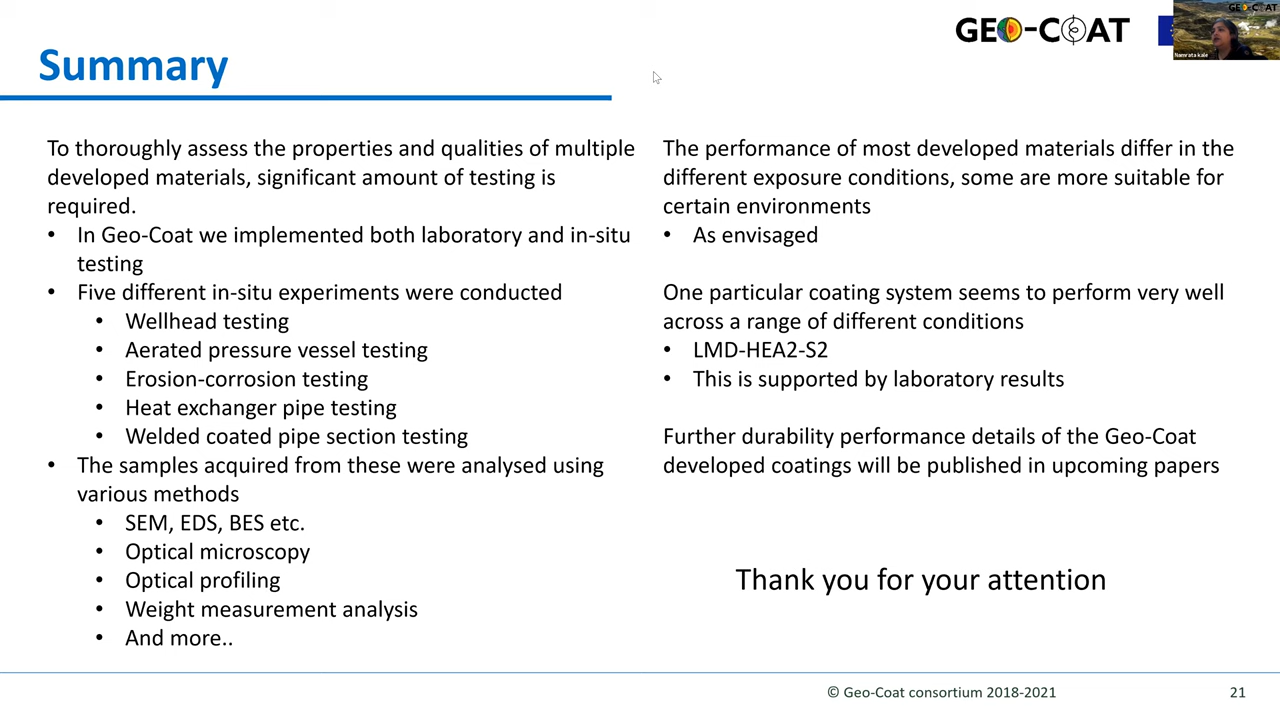 GEO-COAT
GEO-COAT
Namrata kale
Summary
To thoroughly assess the properties and qualities of multiple
developed materials, significant amount of testing is
required.
• In Geo-Coat we implemented both laboratory and in-situ
testing
• Five different in-situ experiments were conducted
• Wellhead testing
• Aerated pressure vessel testing
• Erosion-corrosion testing
• Heat exchanger pipe testing
• Welded coated pipe section testing
• The samples acquired from these were analysed using
various methods
• SEM, EDS, BES etc.
• Optical microscopy
• Optical profiling
• Weight measurement analysis
• And more..
The performance of most developed materials differ in the
different exposure conditions, some are more suitable for
certain environments
• As envisaged
One particular coating system seems to perform very well
across a range of different conditions
• LMD-HEA2-S2
• This is supported by laboratory results
Further durability performance details of the Geo-Coat
developed coatings will be published in upcoming papers
Thank you for your attention
© Geo-Coat consortium 2018-2021
21